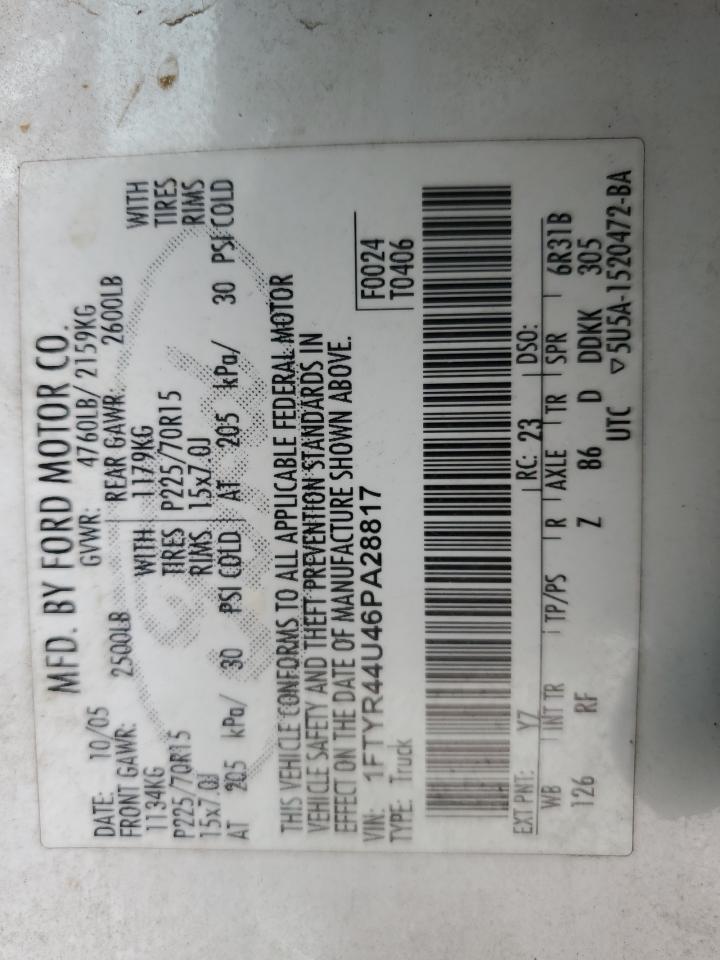 MFD. BY FORD MOTOR CO.
DATE: 10/05 GVWR: 4760LB/ 2159KG
FRONT GAWR: 2500LB REAR GAWR: 2600LB
1134KG WITH 1179KG WITH
P225/70R15 TIRES P225/70R15 TIRES
15x7.0J RIMS 15x7.0J RIMS
AT 205 kPa/ 30 PSI COLD AT 205 kPa/ 30 PSI COLD
THIS VEHICLE CONFORMS TO ALL APPLICABLE FEDERAL MOTOR
VEHICLE SAFETY AND THEFT PREVENTION STANDARDS IN
EFFECT ON THE DATE OF MANUFACTURE SHOWN ABOVE.
VIN: 1FTYR44U46PA28817 F0024
TYPE: Truck T0406
EXT PNT: YZ RC: 23 DSO:
WB INT TR TP/PS R AXLE TR SPR 6R31B
126 RF Z 86 D DDKK 305
UTC ▽5U5A-1520472-BA